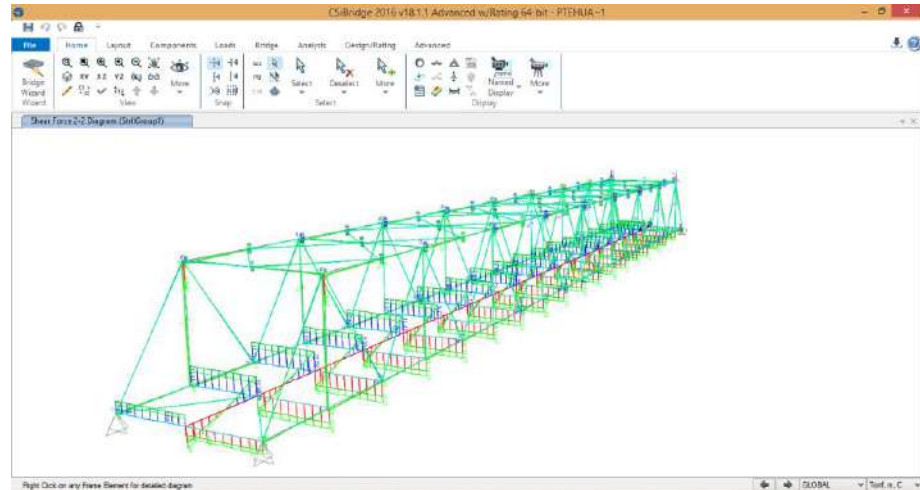 CSiBridge 2016 v18.1.1 Advanced w/Rating 64-bit - PTEHUA~1
File Home Layout Components Loads Bridge Analysis Design/Rating Advanced
Bridge Wizard
More
Select Deselect More
Named Display
More
Wizard View Snap Select Display
Shear Force 2-2 Diagram (StrlGroup1)
Right Click on any Frame Element for detailed diagram
GLOBAL
Tonf, m, C